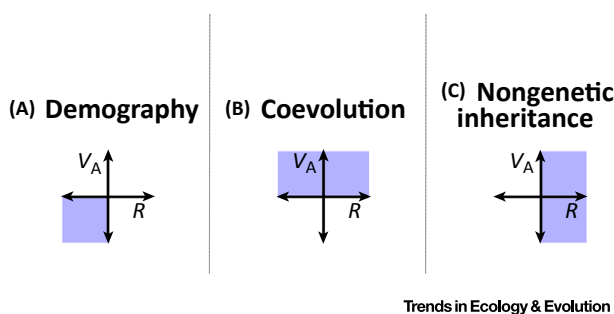 (A) Demography
V_A
R
(B) Coevolution
V_A
R
(C) Nongenetic
inheritance
V_A
R
Trends in Ecology & Evolution